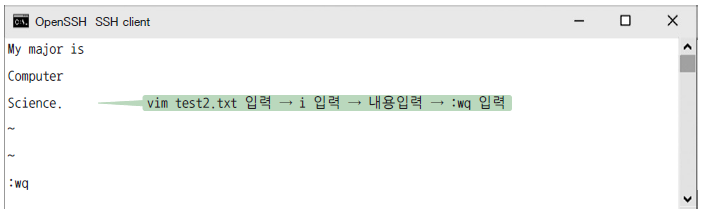 OpenSSH SSH client
My major is
Computer
Science.
vim test2.txt 입력 → i 입력 → 내용입력 → :wq 입력
~
~
:wq